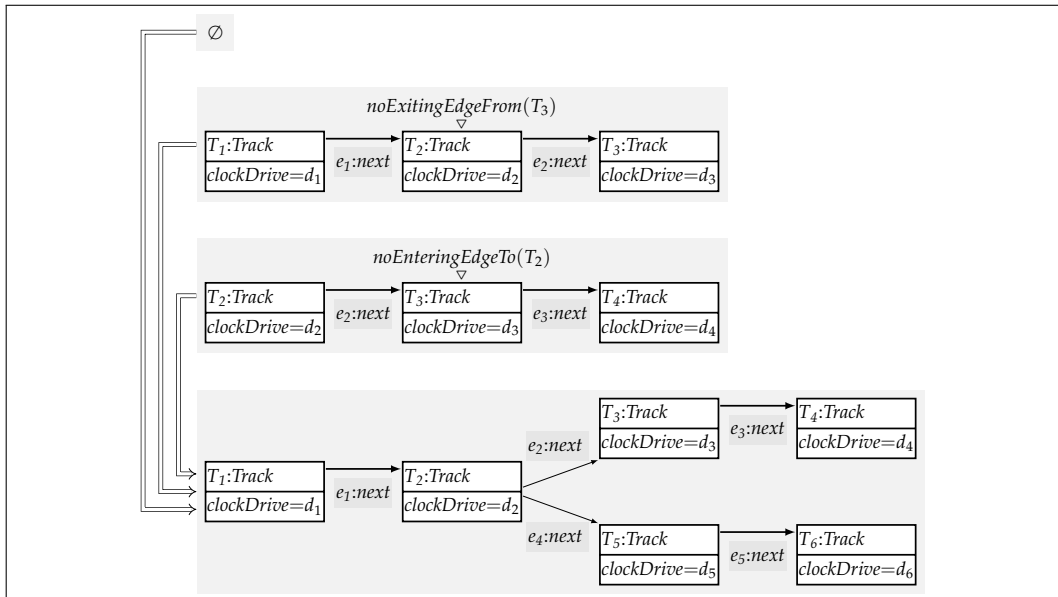 ∅
noExitingEdgeFrom(T₃)
▽
T₁:Track
clockDrive=d₁
e₁:next
T₂:Track
clockDrive=d₂
e₂:next
T₃:Track
clockDrive=d₃
noEnteringEdgeTo(T₂)
▽
T₂:Track
clockDrive=d₂
e₂:next
T₃:Track
clockDrive=d₃
e₃:next
T₄:Track
clockDrive=d₄
T₁:Track
clockDrive=d₁
e₁:next
T₂:Track
clockDrive=d₂
e₂:next
T₃:Track
clockDrive=d₃
e₃:next
T₄:Track
clockDrive=d₄
e₄:next
T₅:Track
clockDrive=d₅
e₅:next
T₆:Track
clockDrive=d₆